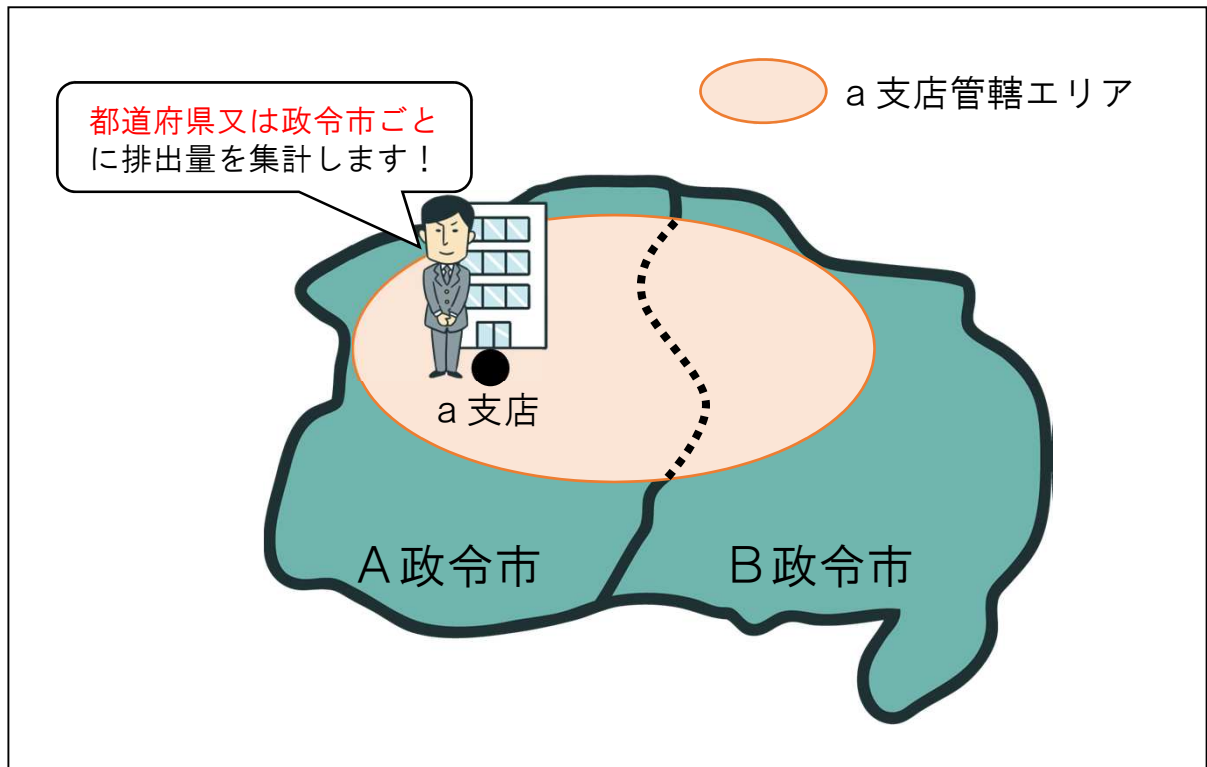 都道府県又は政令市ごと
に排出量を集計します！
ａ支店管轄エリア
ａ支店
Ａ政令市
Ｂ政令市